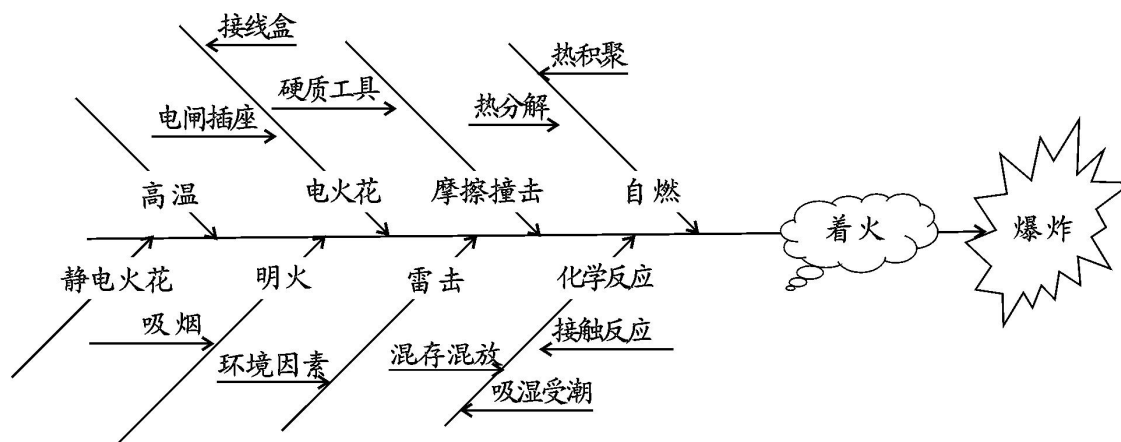 接线盒
热积聚
硬质工具
热分解
电闸插座
高温
电火花
摩擦撞击
自燃
着火
爆炸
静电火花
明火
雷击
化学反应
吸烟
接触反应
环境因素
混存混放
吸湿受潮